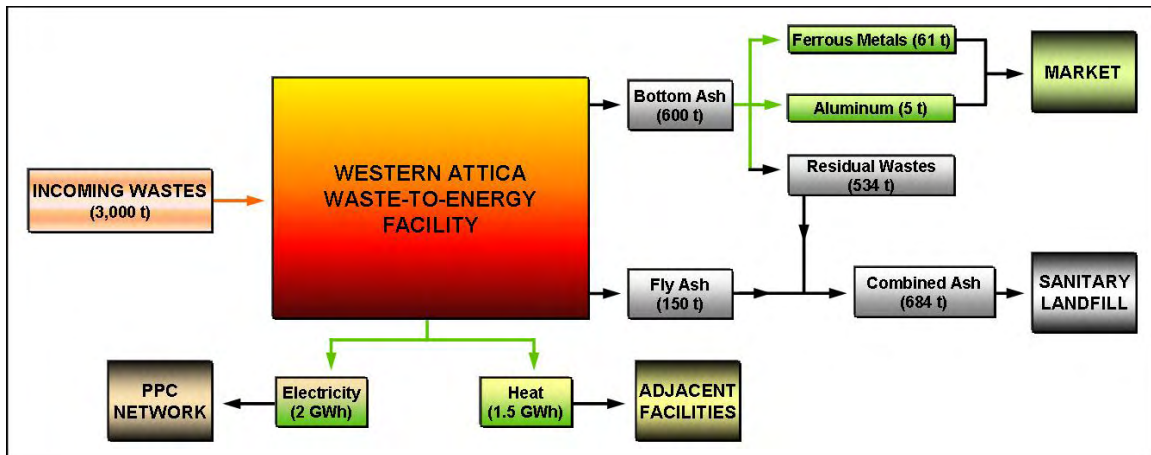 Ferrous Metals (61 t)
MARKET
Bottom Ash
(600 t)
Aluminum (5 t)
WESTERN ATTICA
WASTE-TO-ENERGY
FACILITY
Residual Wastes
(534 t)
INCOMING WASTES
(3,000 t)
Fly Ash
(150 t)
Combined Ash
(684 t)
SANITARY
LANDFILL
PPC
NETWORK
Electricity
(2 GWh)
Heat
(1.5 GWh)
ADJACENT
FACILITIES